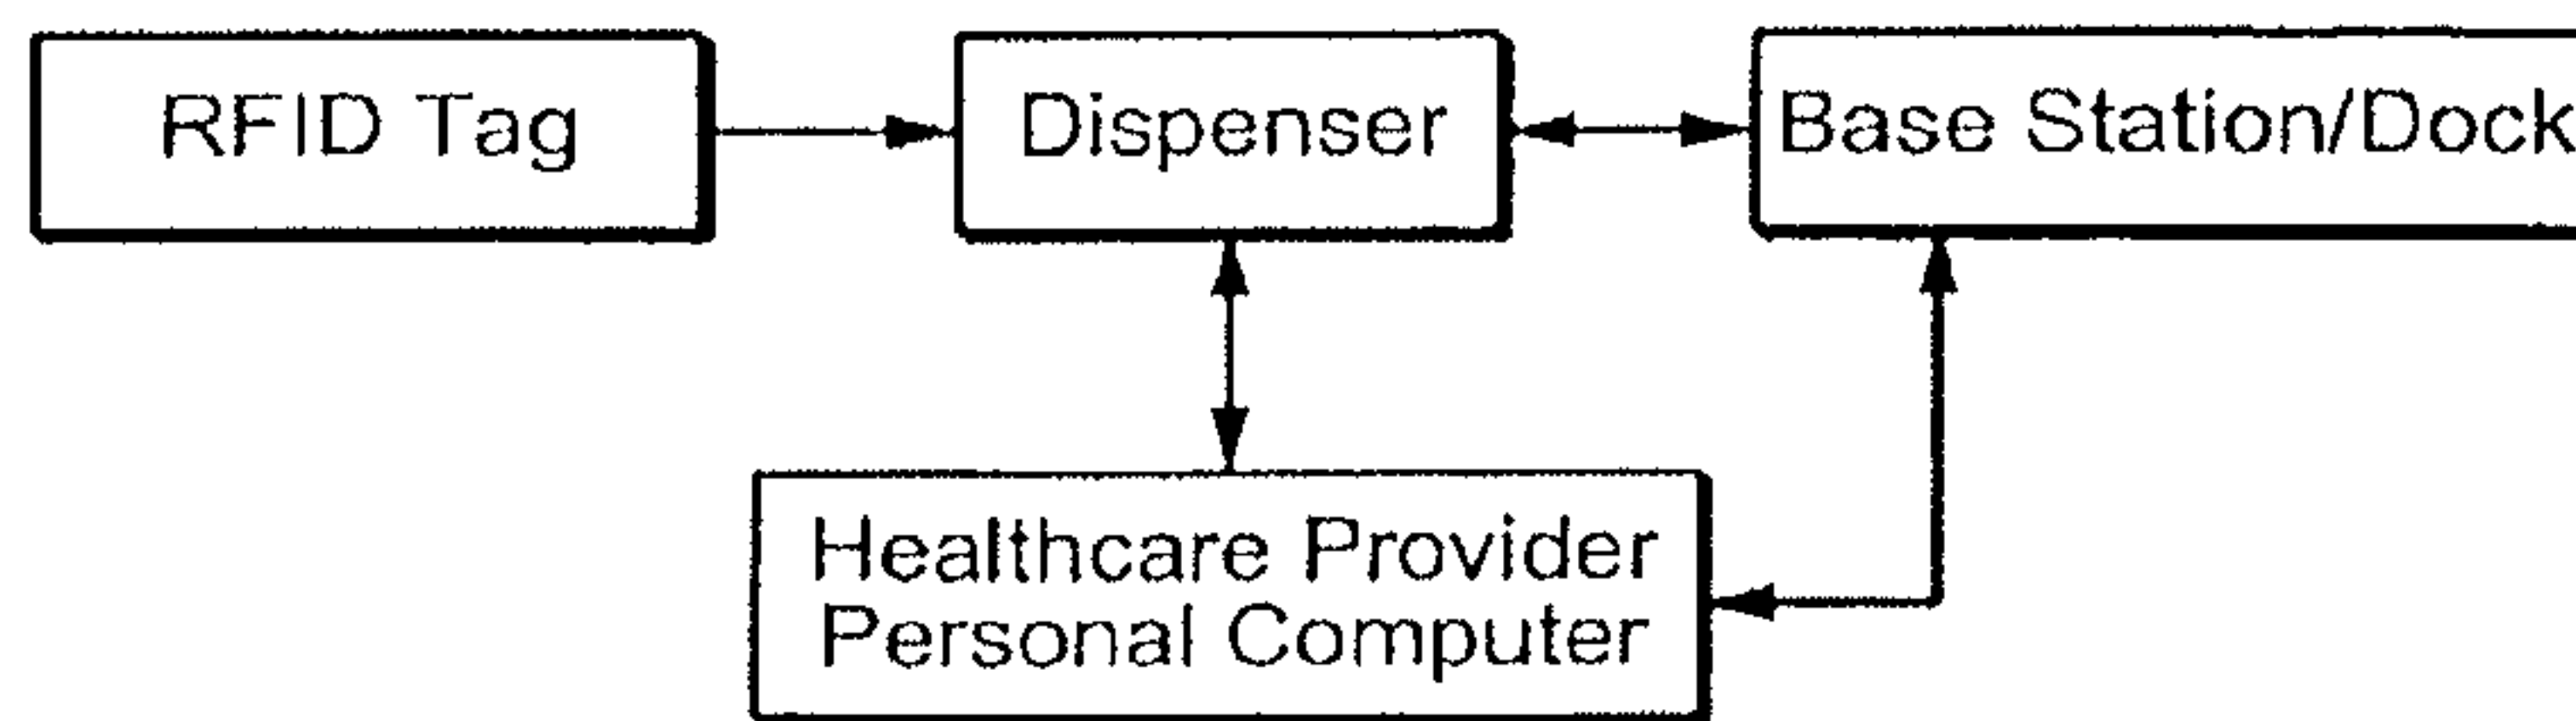 RFID Tag
Dispenser
Base Station/Dock
Healthcare Provider
Personal Computer